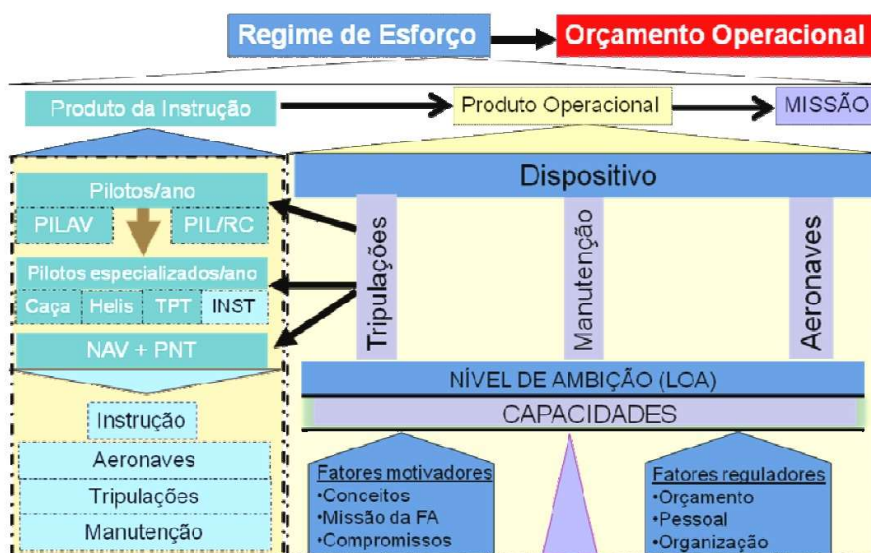 Regime de Esforço
Orçamento Operacional
Produto da Instrução
Produto Operacional
MISSÃO
Pilotos/ano
PILAV
PIL/RC
Pilotos especializados/ano
Caça
Helis
TPT
INST
NAV + PNT
Instrução
Aeronaves
Tripulações
Manutenção
Dispositivo
Tripulações
Manutenção
Aeronaves
NÍVEL DE AMBIÇÃO (LOA)
CAPACIDADES
Fatores motivadores
•Conceitos
•Missão da FA
•Compromissos
Fatores reguladores
•Orçamento
•Pessoal
•Organização